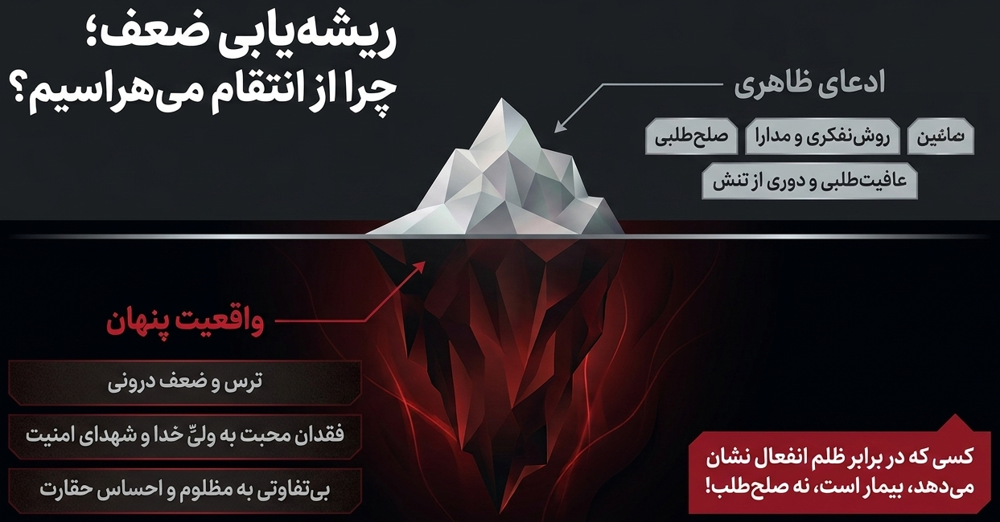 ریشه‌یابی ضعف؛
چرا از انتقام می‌هراسیم؟
ادعای ظاهری
روش‌نفکری و مدارا
صلح‌طلبی
عافیت‌طلبی و دوری از تنش
واقعیت پنهان
ترس و ضعف درونی
فقدان محبت به ولیِّ خدا و شهدای امنیت
بی‌تفاوتی به مظلوم و احساس حقارت
کسی که در برابر ظلم انفعال نشان
می‌دهد، بیمار است، نه صلح‌طلب!